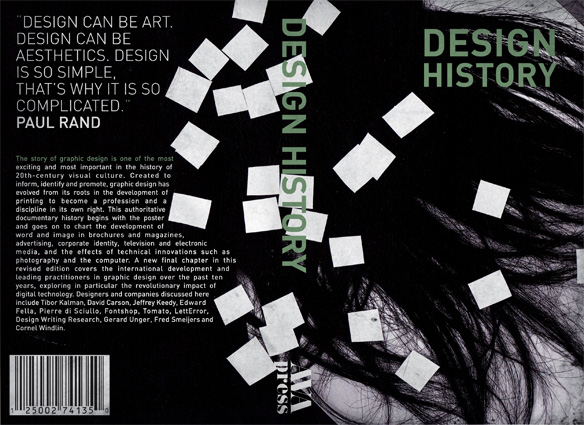 "DESIGN CAN BE ART.
DESIGN CAN BE
AESTHETICS. DESIGN
IS SO SIMPLE,
THAT'S WHY IT IS SO
COMPLICATED."
PAUL RAND
The story of graphic design is one of the most
exciting and most important in the history of
20th-century visual culture. Created to
inform, identify and promote, graphic design has
evolved from its roots in the development of
printing to become a profession and a
discipline in its own right. This authoritative
documentary history begins with the poster
and goes on to chart the development of
word and image in brochures and magazines,
advertising, corporate identity, television and electronic
media, and the effects of technical innovations such as
photography and the computer. A new final chapter in this
revised edition covers the international development and
leading practitioners in graphic design over the past ten
years, exploring in particular the revolutionary impact of
digital technology. Designers and companies discussed here
include Tibor Kalman, David Carson, Jeffrey Keedy, Edward
Fella, Pierre di Sciullo, Fontshop, Tomato, LettError,
Design Writing Research, Gerard Unger, Fred Smeijers and
Cornel Windlin.
1 25002 74135 0
DESIGN HISTORY
press
DESIGN
HISTORY